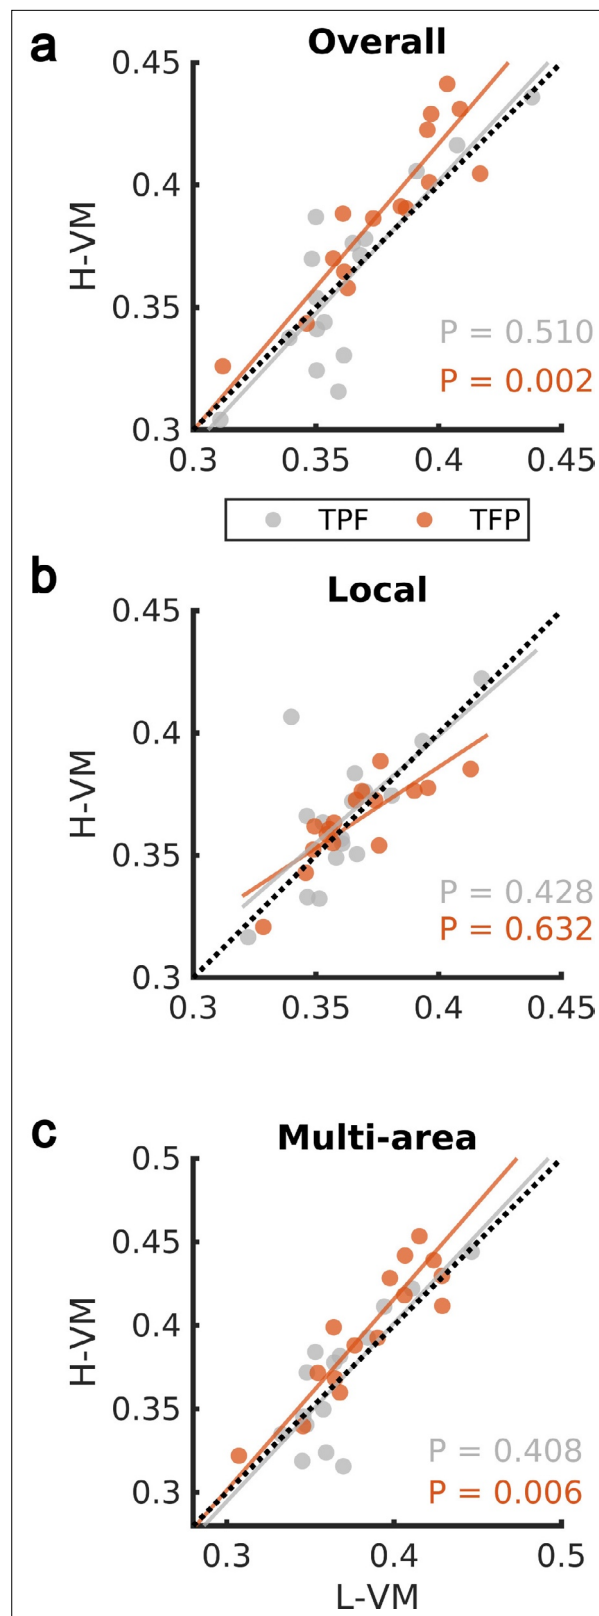 a
Overall
0.45
0.4
0.35
0.3
H-VM
P = 0.510
P = 0.002
0.3 0.35 0.4 0.45
TPF TFP
b
Local
0.45
0.4
0.35
0.3
H-VM
P = 0.428
P = 0.632
0.3 0.35 0.4 0.45
c
Multi-area
0.5
0.45
0.4
0.35
0.3
H-VM
P = 0.408
P = 0.006
0.3 0.4 0.5
L-VM